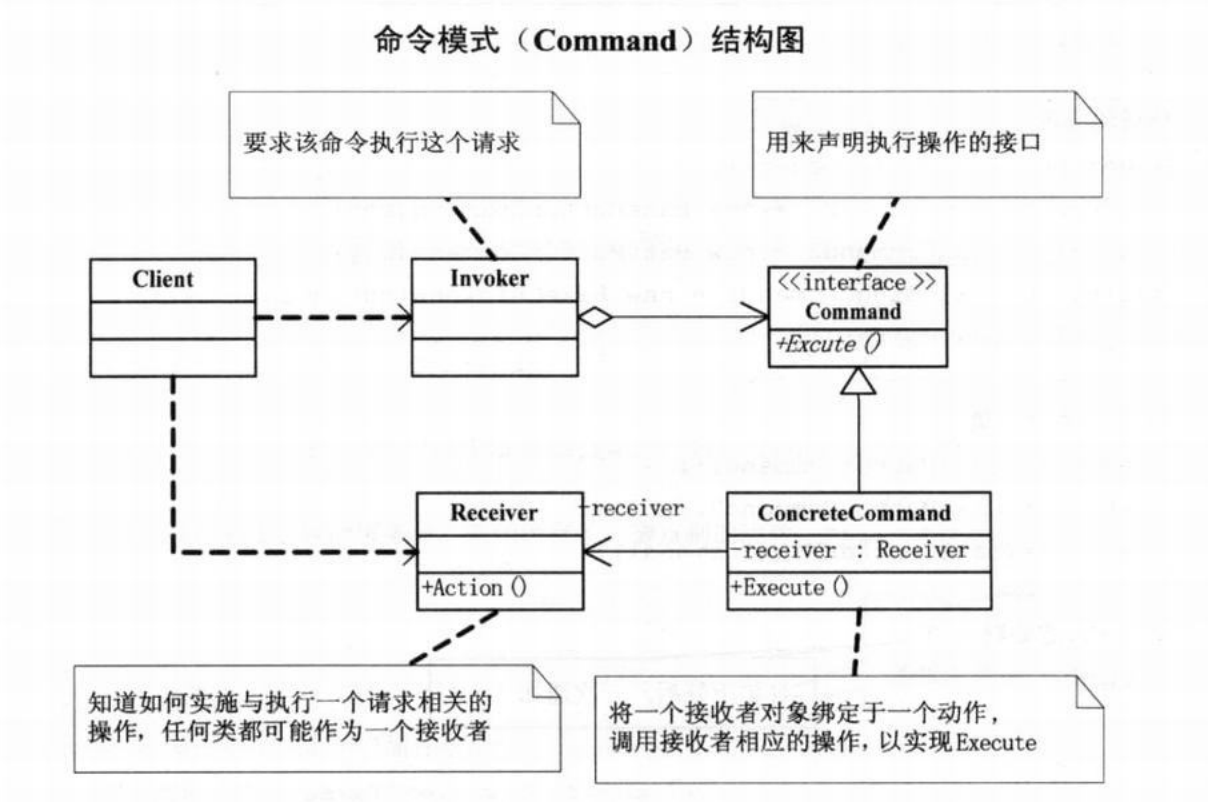 命令模式（Command）结构图
要求该命令执行这个请求
用来声明执行操作的接口
Client
Invoker
<<interface >>
Command
+Excute ()
Receiver
-receiver
+Action ()
ConcreteCommand
-receiver : Receiver
+Execute ()
知道如何实施与执行一个请求相关的
操作，任何类都可能作为一个接收者
将一个接收者对象绑定于一个动作，
调用接收者相应的操作，以实现Execute